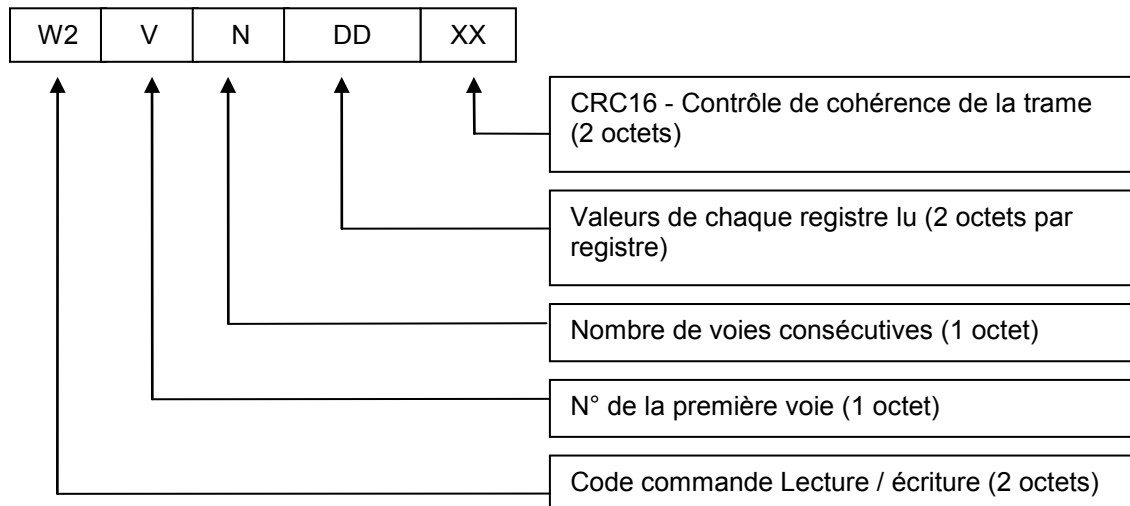 W2 V N DD XX
CRC16 - Contrôle de cohérence de la trame
(2 octets)
Valeurs de chaque registre lu (2 octets par
registre)
Nombre de voies consécutives (1 octet)
N° de la première voie (1 octet)
Code commande Lecture / écriture (2 octets)